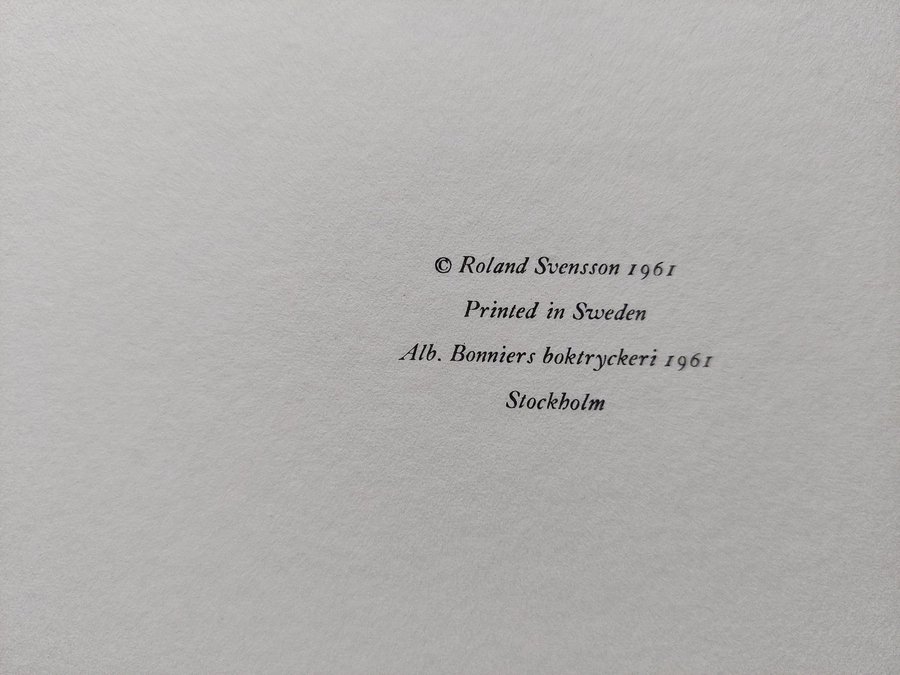 © Roland Svensson 1961
Printed in Sweden
Alb. Bonniers boktryckeri 1961
Stockholm